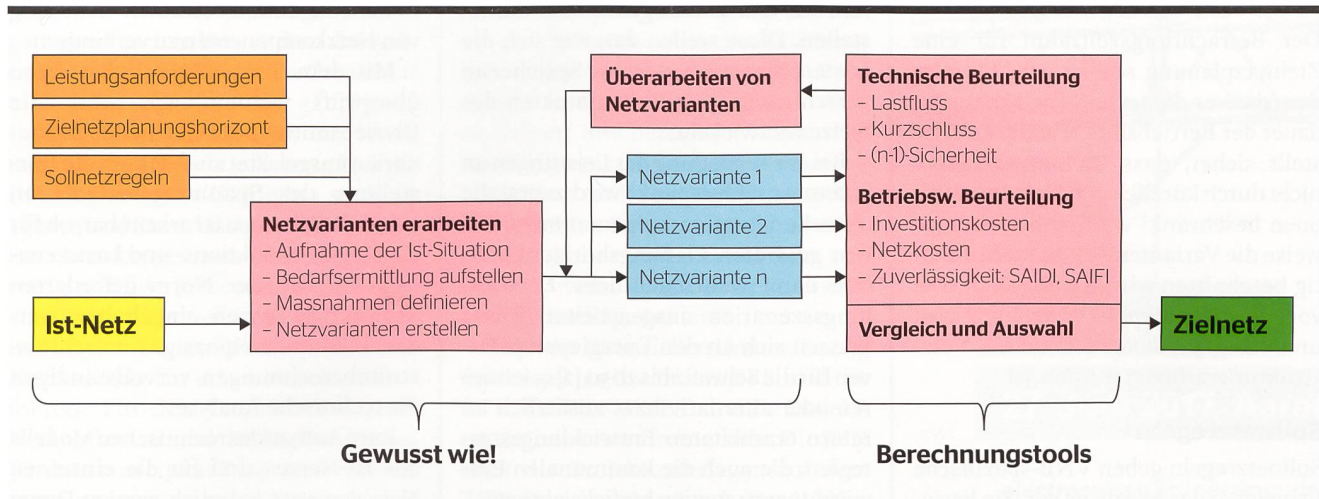 Leistungsanforderungen
Zielnetzplanungshorizont
Sollnetzregeln
Ist-Netz
Netzvarianten erarbeiten
- Aufnahme der Ist-Situation
- Bedarfsermittlung aufstellen
- Massnahmen definieren
- Netzvarianten erstellen
Überarbeiten von
Netzvarianten
Netzvariante 1
Netzvariante 2
Netzvariante n
Technische Beurteilung
- Lastfluss
- Kurzschluss
- (n-1)-Sicherheit
Betriebsw. Beurteilung
- Investitionskosten
- Netzkosten
- Zuverlässigkeit: SAIDI, SAIFI
Vergleich und Auswahl
Zielnetz
Gewusst wie!
Berechnungstools